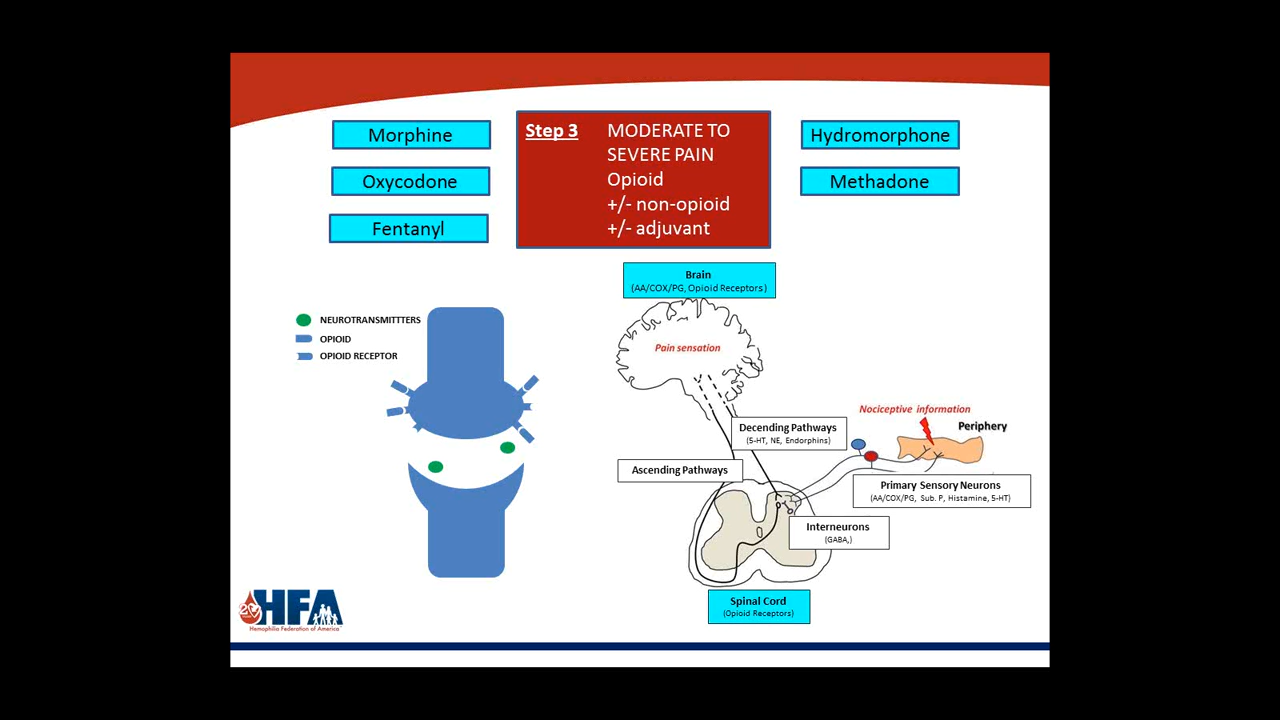 Morphine
Oxycodone
Fentanyl
Step 3 MODERATE TO
SEVERE PAIN
Opioid
+/- non-opioid
+/- adjuvant
Hydromorphone
Methadone
NEUROTRANSMITTTERS
OPIOID
OPIOID RECEPTOR
Brain
(AA/COX/PG, Opioid Receptors)
Pain sensation
Decending Pathways
(5-HT, NE, Endorphins)
Ascending Pathways
Nociceptive information
Periphery
Primary Sensory Neurons
(AA/COX/PG, Sub. P, Histamine, 5-HT)
Interneurons
(GABA,)
Spinal Cord
(Opioid Receptors)
20
HFA
Hemophilia Federation of America